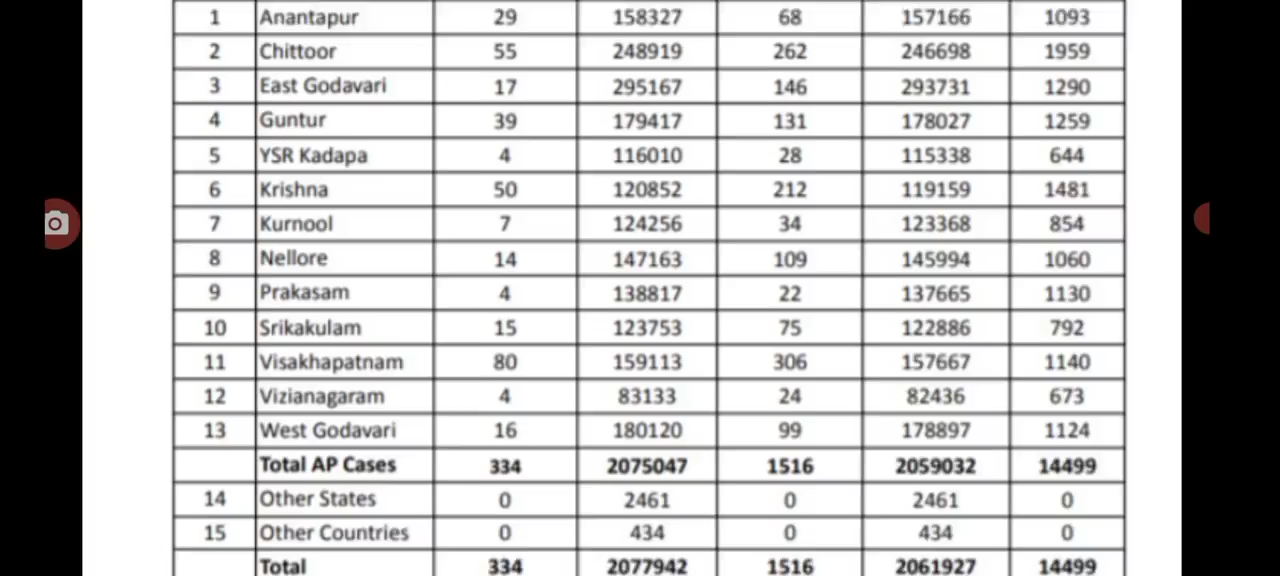 1 Anantapur 29 158327 68 157166 1093
2 Chittoor 55 248919 262 246698 1959
3 East Godavari 17 295167 146 293731 1290
4 Guntur 39 179417 131 178027 1259
5 YSR Kadapa 4 116010 28 115338 644
6 Krishna 50 120852 212 119159 1481
7 Kurnool 7 124256 34 123368 854
8 Nellore 14 147163 109 145994 1060
9 Prakasam 4 138817 22 137665 1130
10 Srikakulam 15 123753 75 122886 792
11 Visakhapatnam 80 159113 306 157667 1140
12 Vizianagaram 4 83133 24 82436 673
13 West Godavari 16 180120 99 178897 1124
Total AP Cases 334 2075047 1516 2059032 14499
14 Other States 0 2461 0 2461 0
15 Other Countries 0 434 0 434 0
Total 334 2077942 1516 2061927 14499